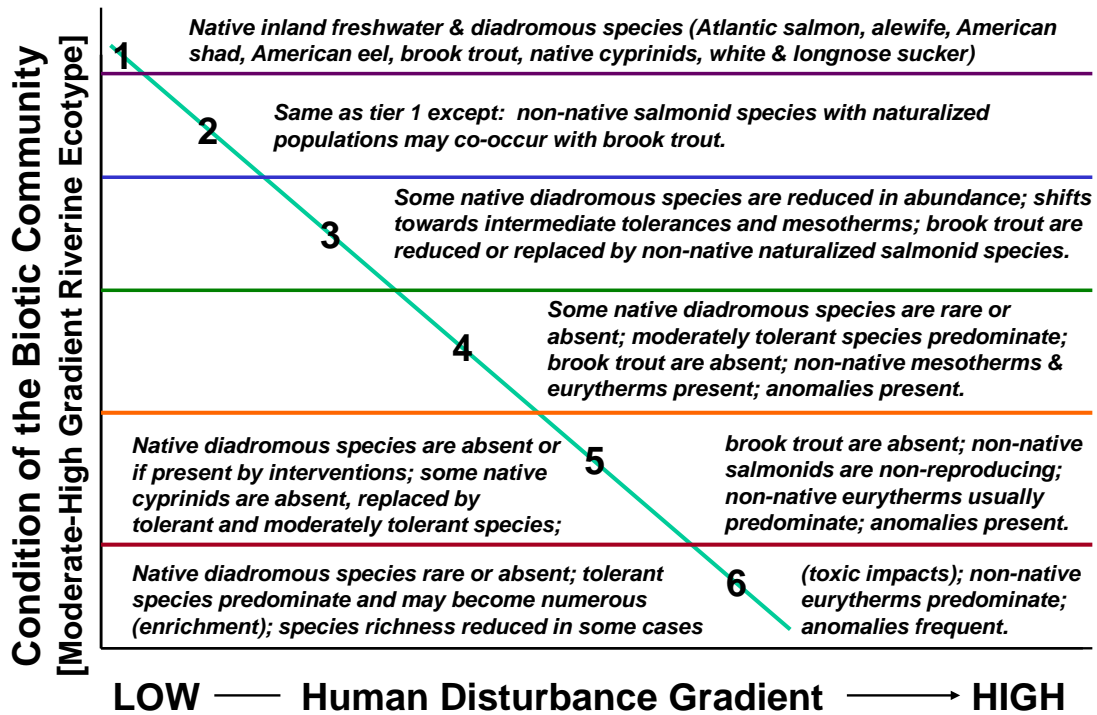 Condition of the Biotic Community
[Moderate-High Gradient Riverine Ecotype]
1
Native inland freshwater & diadromous species (Atlantic salmon, alewife, American
shad, American eel, brook trout, native cyprinids, white & longnose sucker)
2
Same as tier 1 except: non-native salmonid species with naturalized
populations may co-occur with brook trout.
3
Some native diadromous species are reduced in abundance; shifts
towards intermediate tolerances and mesotherms; brook trout are
reduced or replaced by non-native naturalized salmonid species.
4
Some native diadromous species are rare or
absent; moderately tolerant species predominate;
brook trout are absent; non-native mesotherms &
eurytherms present; anomalies present.
Native diadromous species are absent or
if present by interventions; some native
cyprinids are absent, replaced by
tolerant and moderately tolerant species;
5
brook trout are absent; non-native
salmonids are non-reproducing;
non-native eurytherms usually
predominate; anomalies present.
Native diadromous species rare or absent; tolerant
species predominate and may become numerous
(enrichment); species richness reduced in some cases
6
(toxic impacts); non-native
eurytherms predominate;
anomalies frequent.
LOW Human Disturbance Gradient HIGH